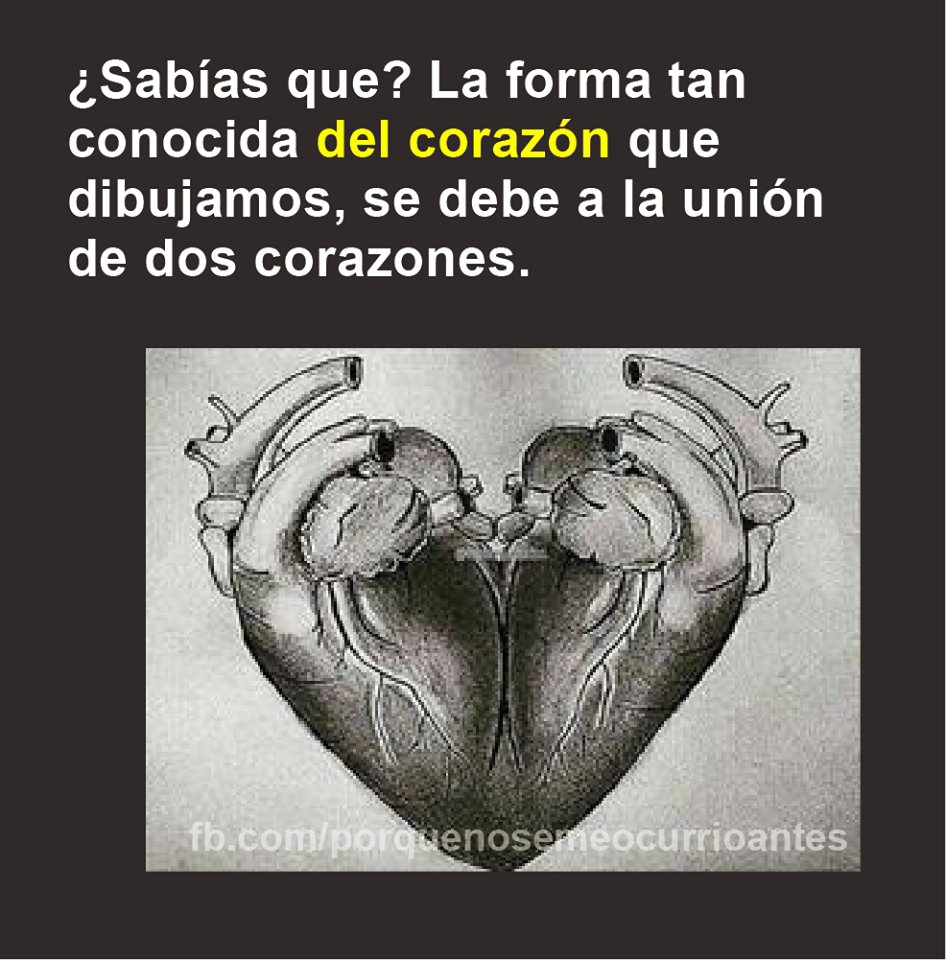 ¿Sabías que? La forma tan
conocida del corazón que
dibujamos, se debe a la unión
de dos corazones.
fb.com/porquenosemeocurrioantes